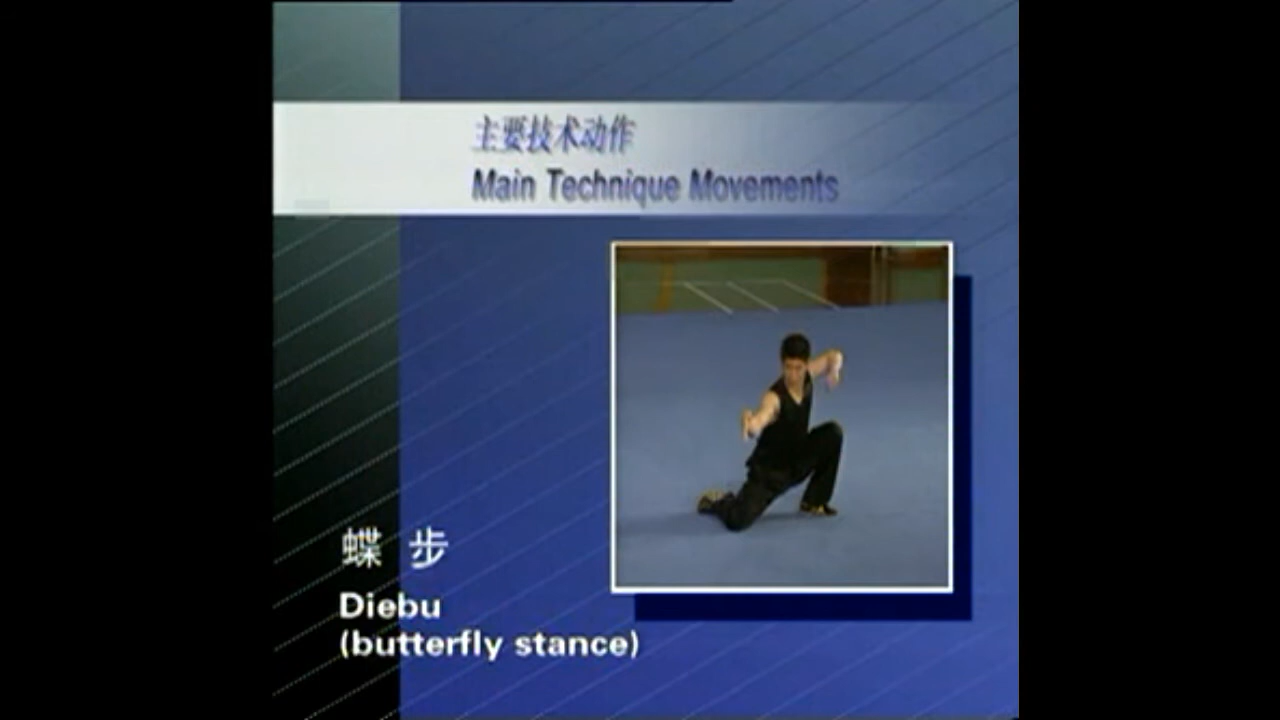 主要技术动作
Main Technique Movements
蝶步
Diebu
(butterfly stance)